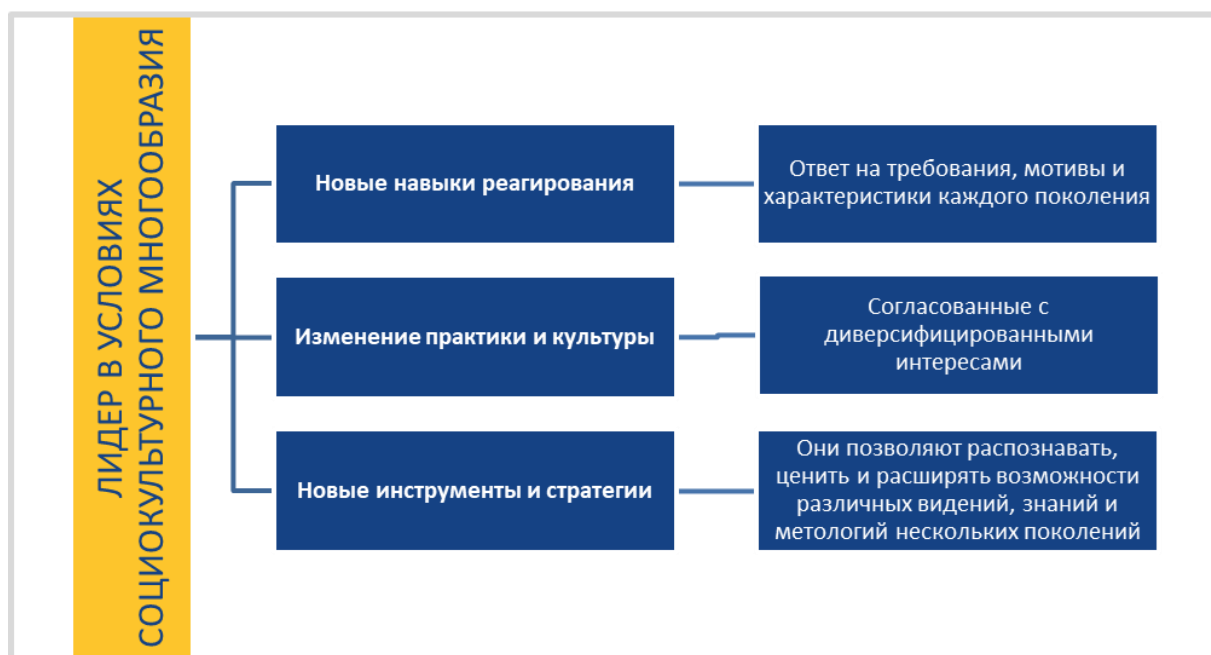 ЛИДЕР В УСЛОВИЯХ
СОЦИОКУЛЬТУРНОГО МНОГООБРАЗИЯ
Новые навыки реагирования
Ответ на требования, мотивы и
характеристики каждого поколения
Изменение практики и культуры
Согласованные с
диверсифицированными
интересами
Новые инструменты и стратегии
Они позволяют распознавать,
ценить и расширять возможности
различных видений, знаний и
метологий нескольких поколений